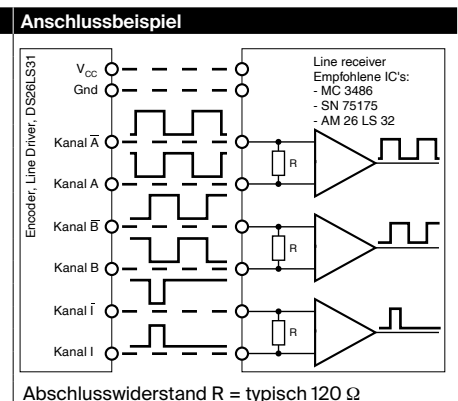 Anschlussbeispiel
Encoder, Line Driver, DS26LS31
V_CC
Gnd
Kanal A̅
Kanal A
Kanal B̅
Kanal B
Kanal I̅
Kanal I
Line receiver
Empfohlene IC's:
- MC 3486
- SN 75175
- AM 26 LS 32
R
R
R
Abschlusswiderstand R = typisch 120 Ω